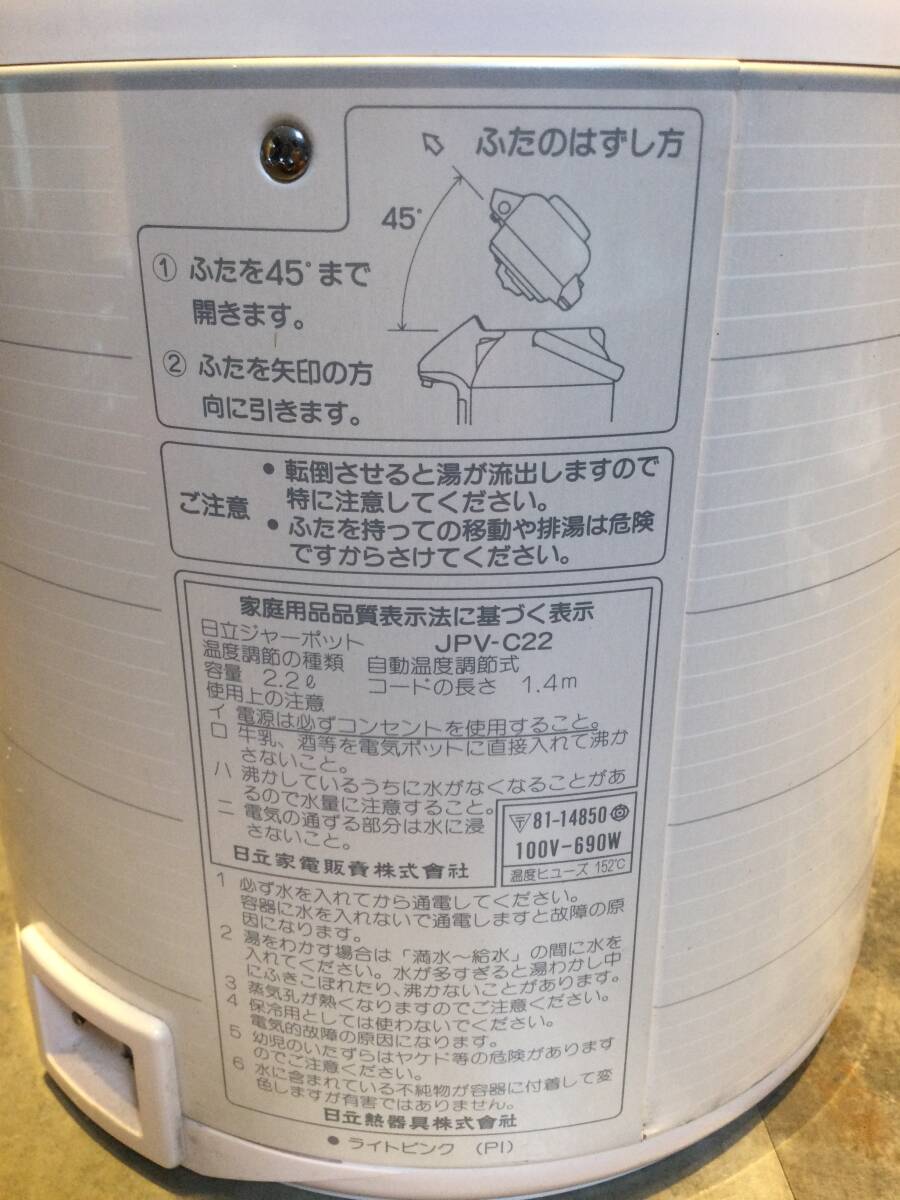 ふたのはずし方
45°
① ふたを45°まで
開きます。
② ふたを矢印の方
向に引きます。
ご注意
● 転倒させると湯が流出しますので
特に注意してください。
● ふたを持っての移動や排湯は危険
ですからさけてください。
家庭用品品質表示法に基づく表示
日立ジャーポット JPV-C22
温度調節の種類 自動温度調節式
容量 2.2ℓ コードの長さ 1.4m
使用上の注意
イ 電源は必ずコンセントを使用すること。
ロ 牛乳、酒等を電気ポットに直接入れて沸か
さないこと。
ハ 沸かしているうちに水がなくなることがあ
るので水量に注意すること。
ニ 電気の通ずる部分は水に浸
さないこと。
日立家電販賣株式會社
81-14850
100V-690W
温度ヒューズ 152℃
1 必ず水を入れてから通電してください。
容器に水を入れないで通電しますと故障の原
因になります。
2 湯をわかす場合は「満水〜給水」の間に水を
入れてください。水が多すぎると湯わかし中
にふきこぼれたり、沸かないことがあります。
3 蒸気孔が熱くなりますのでご注意ください。
4 保冷用としては使わないでください。
電気的故障の原因になります。
5 幼児のいたずらはヤケド等の危険があります
のでご注意ください。
6 水に含まれている不純物が容器に付着して変
色しますが有害ではありません。
日立熱器具株式會社
● ライトピンク (PI)